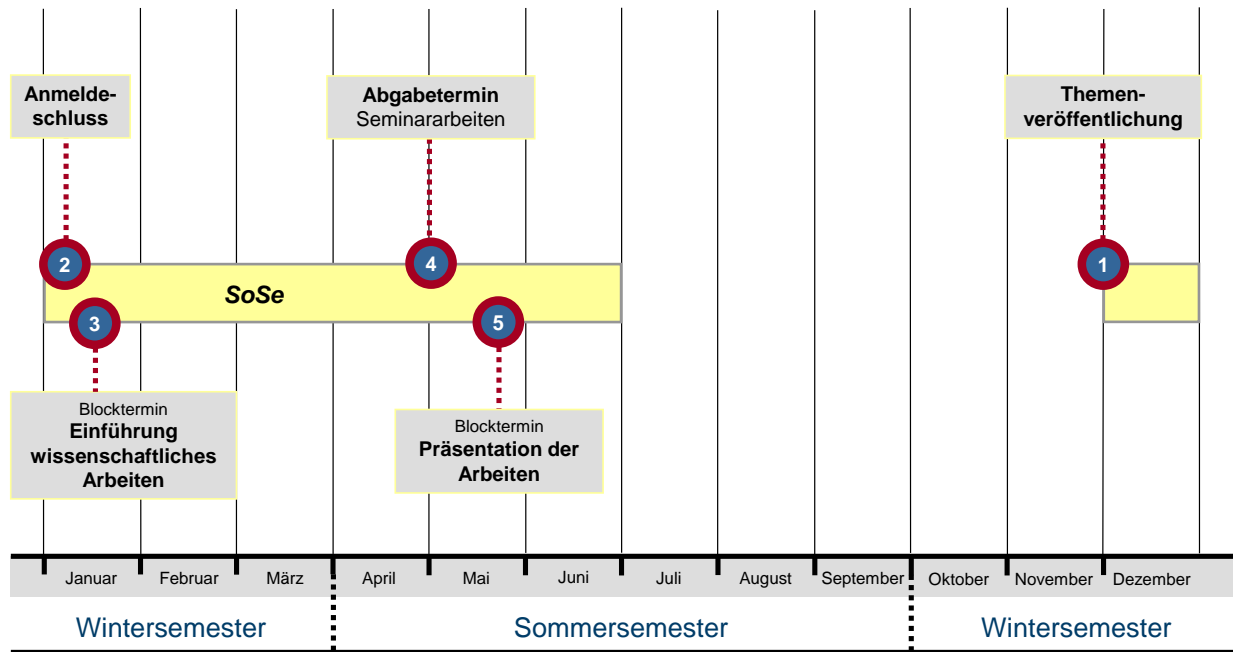 Anmelde-
schluss
Abgabetermin
Seminararbeiten
Themen-
veröffentlichung
2
4
1
SoSe
3
5
Blocktermin
Einführung
wissenschaftliches
Arbeiten
Blocktermin
Präsentation der
Arbeiten
Januar
Februar
März
April
Mai
Juni
Juli
August
September
Oktober
November
Dezember
Wintersemester
Sommersemester
Wintersemester